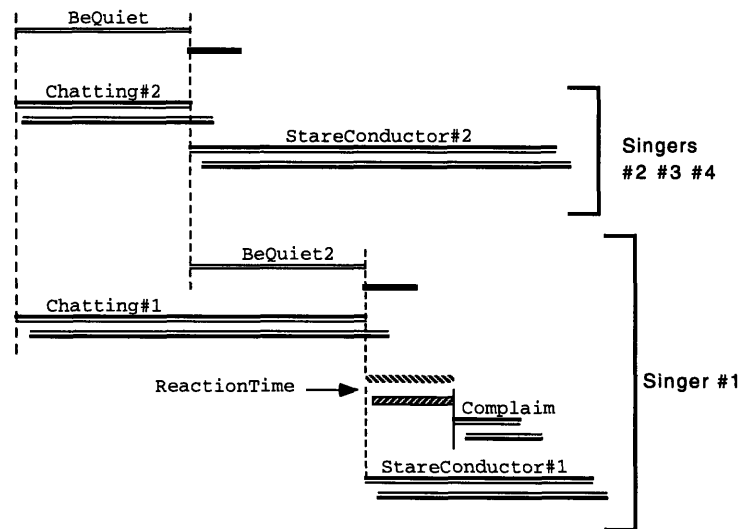 BeQuiet
Chatting#2
StareConductor#2
Singers
#2 #3 #4
BeQuiet2
Chatting#1
ReactionTime
Complaim
Singer #1
StareConductor#1